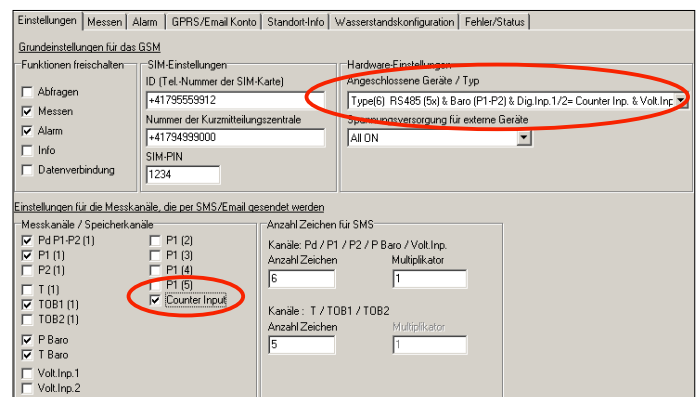 Einstellungen Messen Alarm GPRS/Email Konto Standort-Info Wasserstandskonfiguration Fehler/Status
Grundeinstellungen für das GSM
Funktionen freischalten
Abfragen
Messen
Alarm
Info
Datenverbindung
SIM-Einstellungen
ID (Tel.-Nummer der SIM-Karte)
+41795559912
Nummer der Kurzmitteilungszentrale
+41794999000
SIM-PIN
1234
Hardware-Einstellungen
Angeschlossene Geräte / Typ
Type(6) RS485 (5x) & Baro (P1-P2) & Dig.Inp.1/2= Counter Inp. & Volt.Inp
Spannungsversorgung für externe Geräte
All ON
Einstellungen für die Messkanäle, die per SMS/Email gesendet werden
Messkanäle / Speicherkanäle
Pd P1-P2 (1)
P1 (1)
P2 (1)
T (1)
TOB1 (1)
TOB2 (1)
P Baro
T Baro
Volt.Inp.1
Volt.Inp.2
P1 (2)
P1 (3)
P1 (4)
P1 (5)
Counter Input
Anzahl Zeichen für SMS
Kanäle: Pd / P1 / P2 / P Baro / Volt.Inp.
Anzahl Zeichen Multiplikator
6 1
Kanäle : T / TOB1 / TOB2
Anzahl Zeichen Multiplikator
5 1